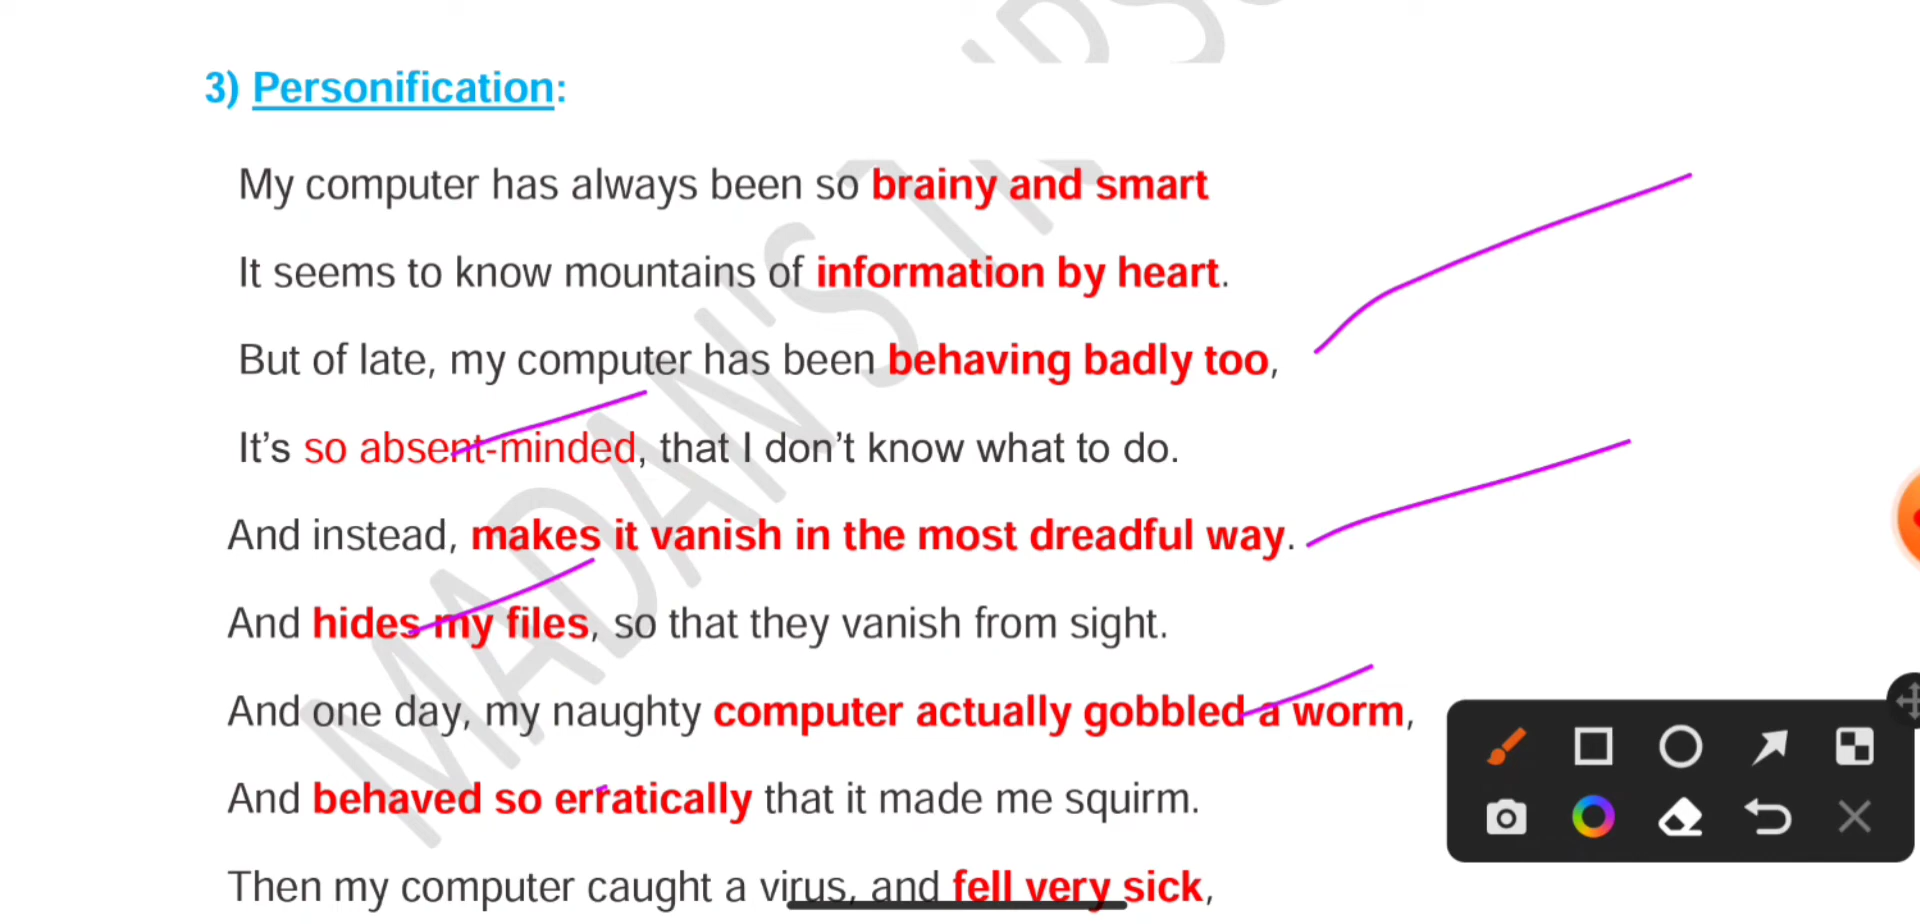 3) Personification:
My computer has always been so brainy and smart
It seems to know mountains of information by heart.
But of late, my computer has been behaving badly too,
It’s so absent-minded, that I don’t know what to do.
And instead, makes it vanish in the most dreadful way.
And hides my files, so that they vanish from sight.
And one day, my naughty computer actually gobbled a worm,
And behaved so erratically that it made me squirm.
Then my computer caught a virus, and fell very sick,
MADAN'S